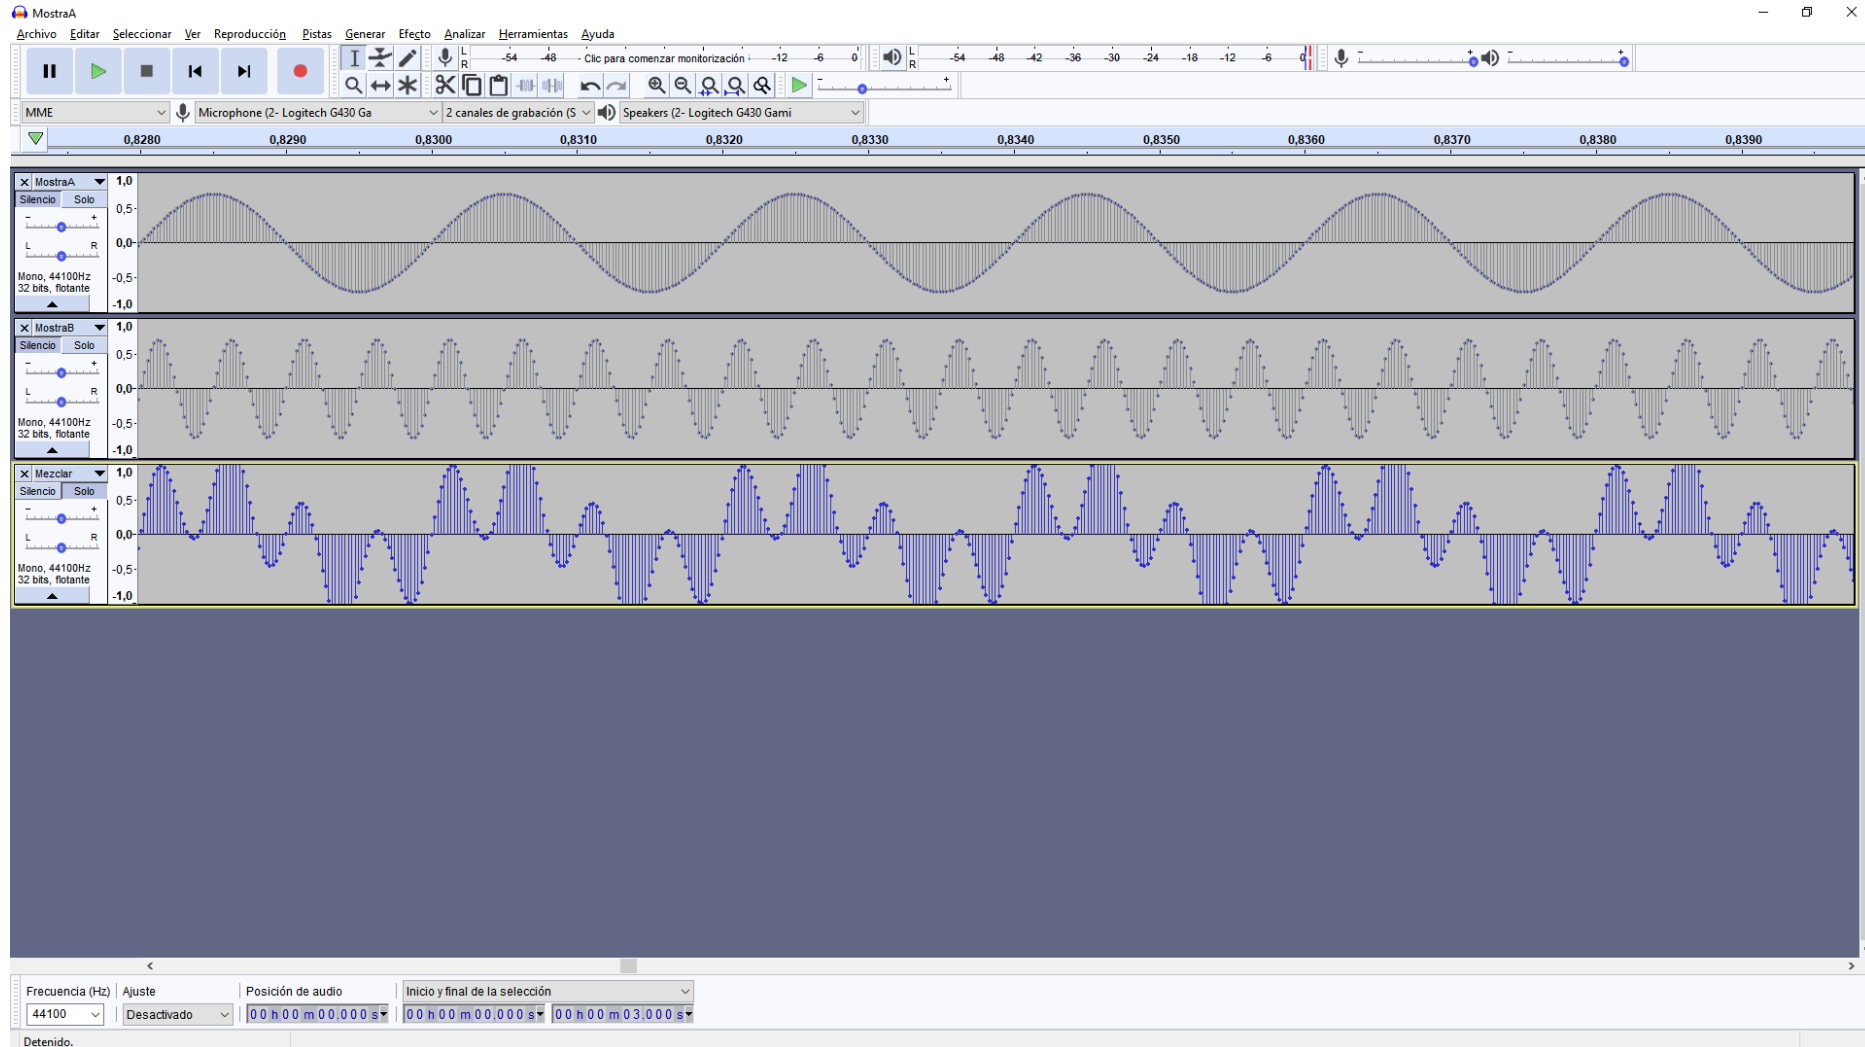 MostraA
Archivo Editar Seleccionar Ver Reproducción Pistas Generar Efecto Analizar Herramientas Ayuda
L R -54 -48 - Clic para comenzar monitorización -12 -6 0 L R -54 -48 -42 -36 -30 -24 -18 -12 -6 0 - + - +
- +
MME Microphone (2- Logitech G430 Ga 2 canales de grabación (S Speakers (2- Logitech G430 Gami
0,8280 0,8290 0,8300 0,8310 0,8320 0,8330 0,8340 0,8350 0,8360 0,8370 0,8380 0,8390
MostraA 1,0
Silencio Solo
0,5
- +
L R 0,0
Mono, 44100Hz -0,5
32 bits, flotante
-1,0
MostraB 1,0
Silencio Solo
0,5
- +
L R 0,0
Mono, 44100Hz -0,5
32 bits, flotante
-1,0
Mezclar 1,0
Silencio Solo
0,5
- +
L R 0,0
Mono, 44100Hz -0,5
32 bits, flotante
-1,0
Frecuencia (Hz) Ajuste Posición de audio Inicio y final de la selección
44100 Desactivado 00 h 00 m 00.000 s 00 h 00 m 00.000 s 00 h 00 m 03.000 s
Detenido.